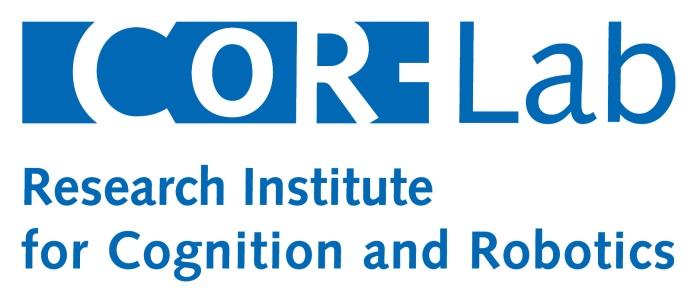 COR-Lab
Research Institute
for Cognition and Robotics